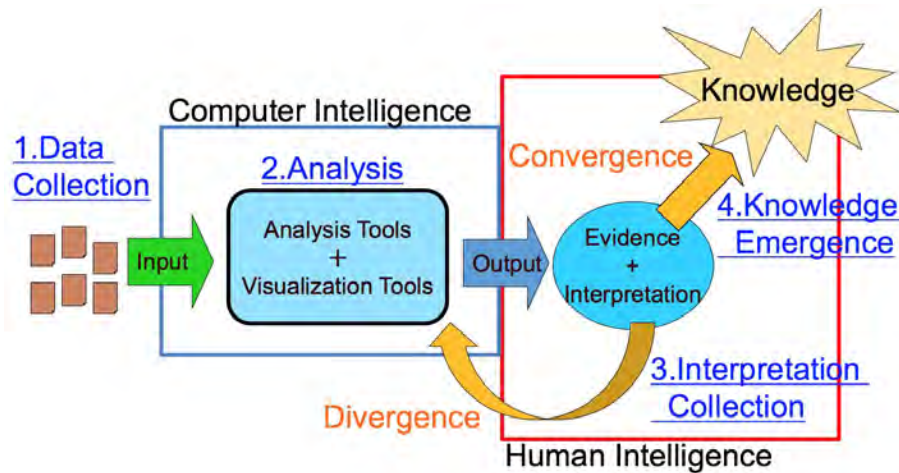 Knowledge
Computer Intelligence
1.Data
Collection
2.Analysis
Convergence
Analysis Tools
+
Visualization Tools
Input
Output
Evidence
+
Interpretation
4.Knowledge
Emergence
3.Interpretation
Collection
Divergence
Human Intelligence